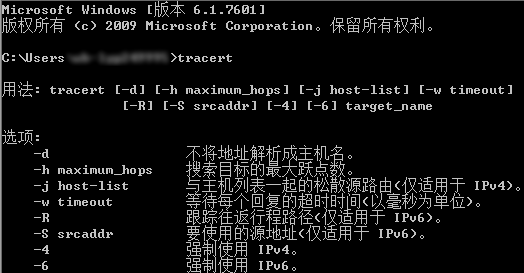 Microsoft Windows [版本 6.1.7601]
版权所有 (c) 2009 Microsoft Corporation。保留所有权利。
C:\Users >tracert
用法: tracert [-d] [-h maximum_hops] [-j host-list] [-w timeout]
[-R] [-S srcaddr] [-4] [-6] target_name
选项:
-d 不将地址解析成主机名。
-h maximum_hops 搜索目标的最大跃点数。
-j host-list 与主机列表一起的松散源路由(仅适用于 IPv4)。
-w timeout 等待每个回复的超时时间(以毫秒为单位)。
-R 跟踪往返行程路径(仅适用于 IPv6)。
-S srcaddr 要使用的源地址(仅适用于 IPv6)。
-4 强制使用 IPv4。
-6 强制使用 IPv6。